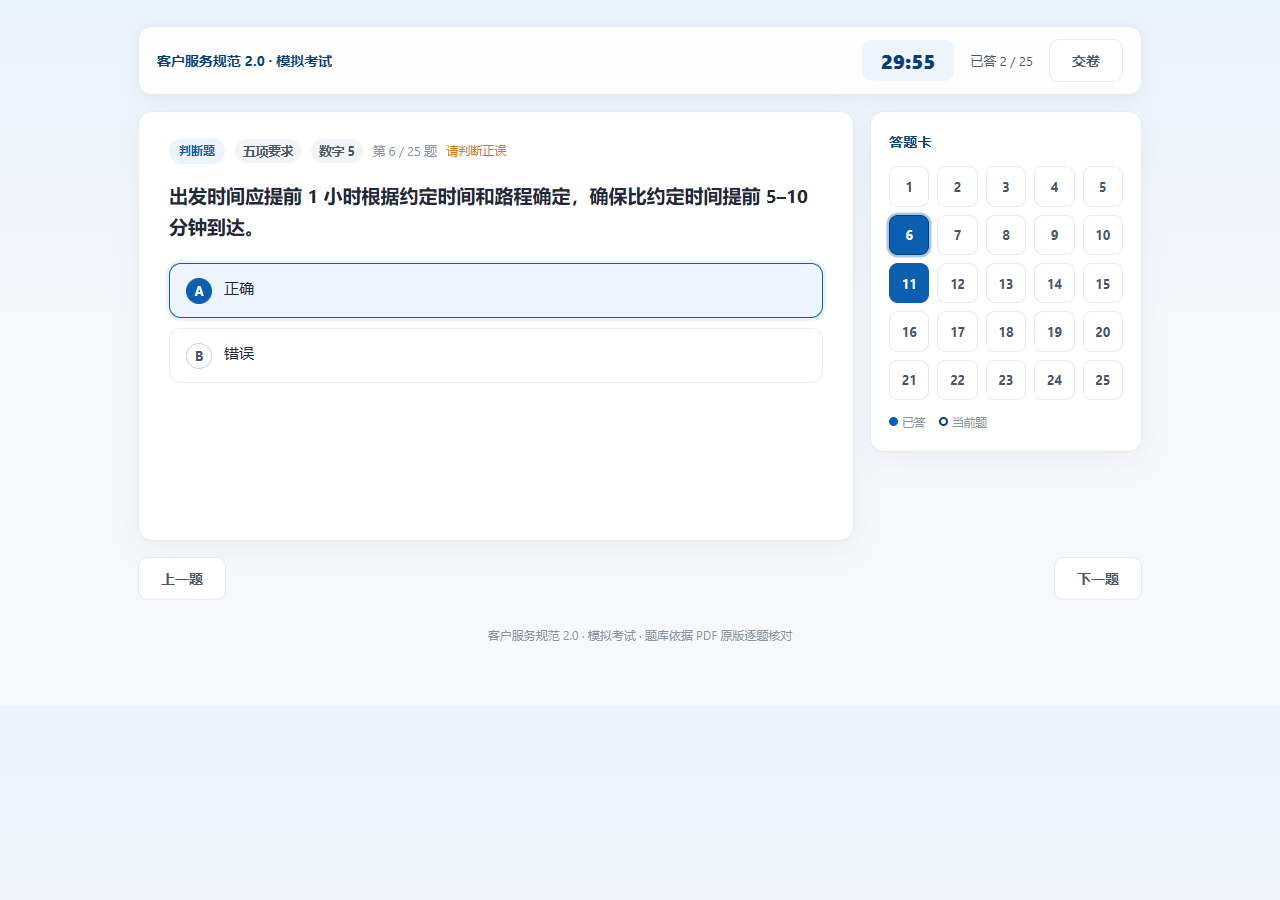 客户服务规范 2.0 · 模拟考试
29:55
已答 2 / 25
交卷
判断题 五项要求 数字 5 第 6 / 25 题 请判断正误
出发时间应提前 1 小时根据约定时间和路程确定，确保比约定时间提前 5–10
分钟到达。
A 正确
B 错误
答题卡
1 2 3 4 5
6 7 8 9 10
11 12 13 14 15
16 17 18 19 20
21 22 23 24 25
已答 当前题
上一题
下一题
客户服务规范 2.0 · 模拟考试 · 题库依据 PDF 原版逐题核对